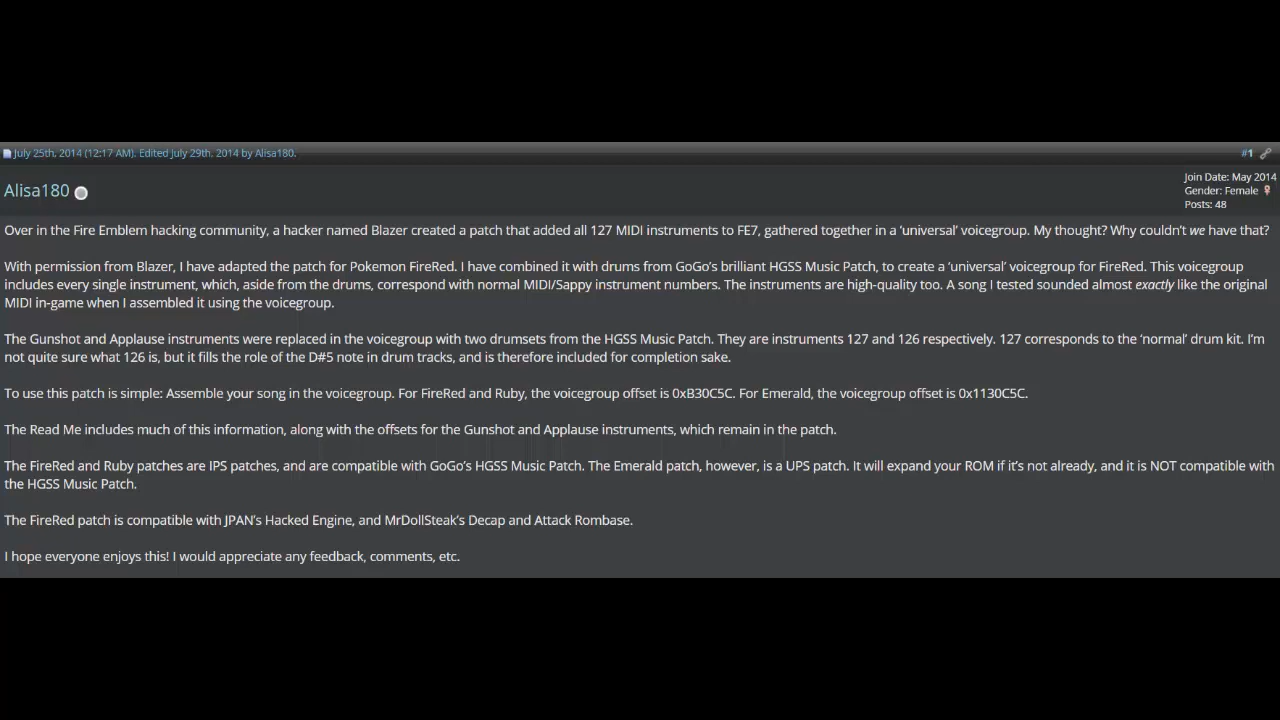 July 25th, 2014 (12:17 AM). Edited July 29th, 2014 by Alisa180.
#1
Alisa180
Join Date: May 2014
Gender: Female
Posts: 48
Over in the Fire Emblem hacking community, a hacker named Blazer created a patch that added all 127 MIDI instruments to FE7, gathered together in a ‘universal’ voicegroup. My thought? Why couldn’t we have that?
With permission from Blazer, I have adapted the patch for Pokemon FireRed. I have combined it with drums from GoGo’s brilliant HGSS Music Patch, to create a ‘universal’ voicegroup for FireRed. This voicegroup
includes every single instrument, which, aside from the drums, correspond with normal MIDI/Sappy instrument numbers. The instruments are high-quality too. A song I tested sounded almost exactly like the original
MIDI in-game when I assembled it using the voicegroup.
The Gunshot and Applause instruments were replaced in the voicegroup with two drumsets from the HGSS Music Patch. They are instruments 127 and 126 respectively. 127 corresponds to the ‘normal’ drum kit. I’m
not quite sure what 126 is, but it fills the role of the D#5 note in drum tracks, and is therefore included for completion sake.
To use this patch is simple: Assemble your song in the voicegroup. For FireRed and Ruby, the voicegroup offset is 0xB30C5C. For Emerald, the voicegroup offset is 0x1130C5C.
The Read Me includes much of this information, along with the offsets for the Gunshot and Applause instruments, which remain in the patch.
The FireRed and Ruby patches are IPS patches, and are compatible with GoGo’s HGSS Music Patch. The Emerald patch, however, is a UPS patch. It will expand your ROM if it’s not already, and it is NOT compatible with
the HGSS Music Patch.
The FireRed patch is compatible with JPAN’s Hacked Engine, and MrDollSteak’s Decap and Attack Rombase.
I hope everyone enjoys this! I would appreciate any feedback, comments, etc.